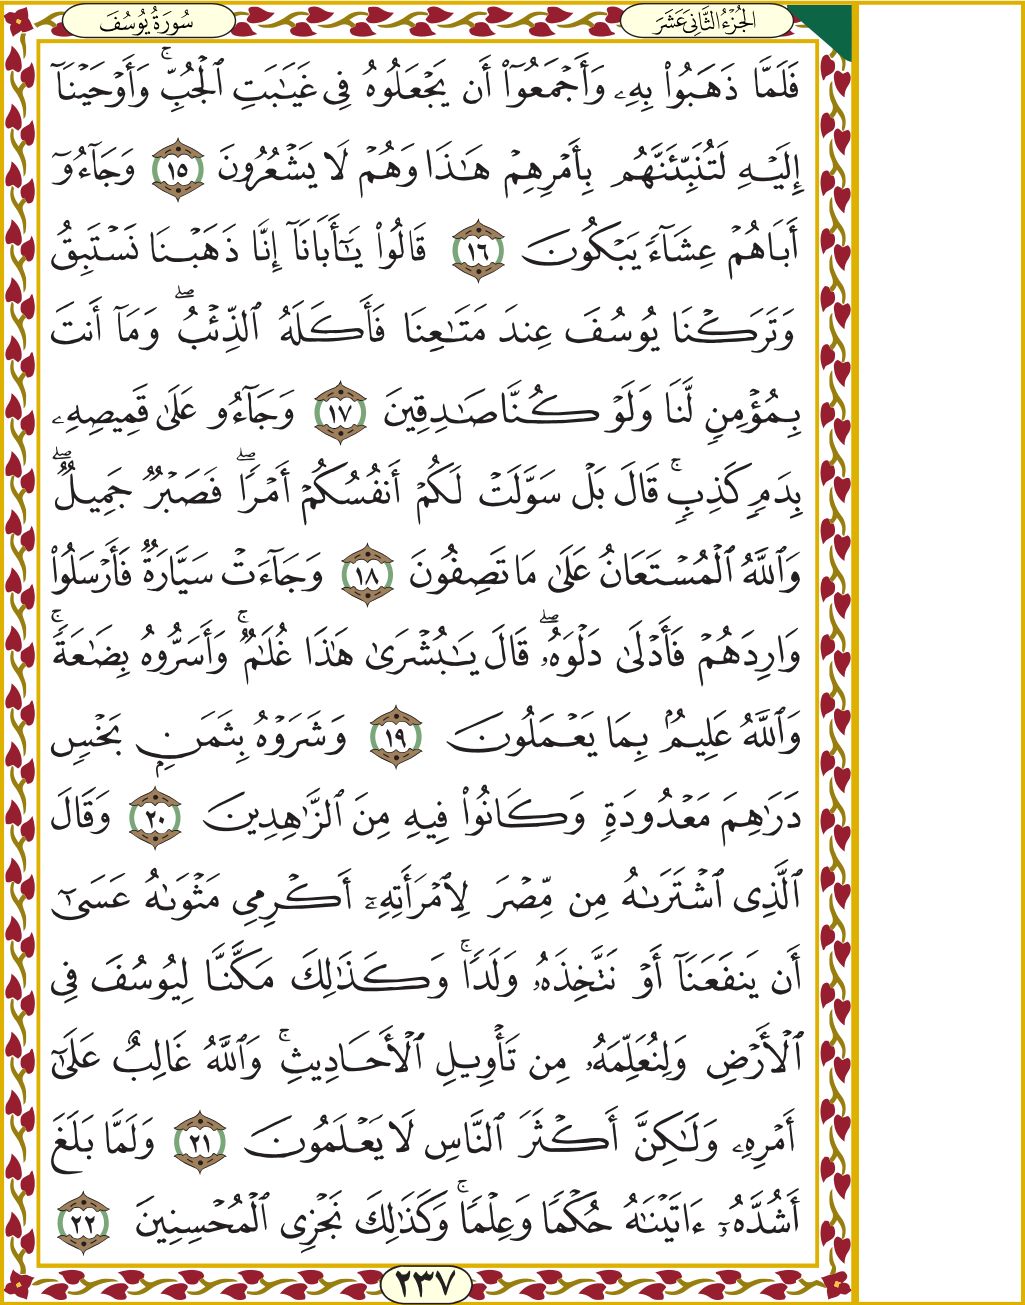 الجُزْءُ الثَّانِي عَشَرَ
سُورَةُ يُوسُفَ
فَلَمَّا ذَهَبُوا۟ بِهِۦ وَأَجْمَعُوٓا۟ أَن يَجْعَلُوهُ فِى غَيَـٰبَتِ ٱلْجُبِّ ۚ وَأَوْحَيْنَآ
إِلَيْهِ لَتُنَبِّئَنَّهُم بِأَمْرِهِمْ هَـٰذَا وَهُمْ لَا يَشْعُرُونَ ١٥ وَجَآءُوٓ
أَبَاهُمْ عِشَآءً يَبْكُونَ ١٦ قَالُوا۟ يَـٰٓأَبَانَآ إِنَّا ذَهَبْنَا نَسْتَبِقُ
وَتَرَكْنَا يُوسُفَ عِندَ مَتَـٰعِنَا فَأَكَلَهُ ٱلذِّئْبُ ۖ وَمَآ أَنتَ
بِمُؤْمِنٍ لَّنَا وَلَوْ كُنَّا صَـٰدِقِينَ ١٧ وَجَآءُو عَلَىٰ قَمِيصِهِۦ
بِدَمٍ كَذِبٍ ۚ قَالَ بَلْ سَوَّلَتْ لَكُمْ أَنفُسُكُمْ أَمْرًا ۖ فَصَبْرٌ جَمِيلٌ ۖ
وَٱللَّهُ ٱلْمُسْتَعَانُ عَلَىٰ مَا تَصِفُونَ ١٨ وَجَآءَتْ سَيَّارَةٌ فَأَرْسَلُوا۟
وَارِدَهُمْ فَأَدْلَىٰ دَلْوَهُۥ ۖ قَالَ يَـٰبُشْرَىٰ هَـٰذَا غُلَـٰمٌ ۚ وَأَسَرُّوهُ بِضَـٰعَةً ۚ
وَٱللَّهُ عَلِيمٌۢ بِمَا يَعْمَلُونَ ١٩ وَشَرَوْهُ بِثَمَنٍۭ بَخْسٍ
دَرَٰهِمَ مَعْدُودَةٍ وَكَانُوا۟ فِيهِ مِنَ ٱلزَّٰهِدِينَ ٢٠ وَقَالَ
ٱلَّذِى ٱشْتَرَىٰهُ مِن مِّصْرَ لِٱمْرَأَتِهِۦٓ أَكْرِمِى مَثْوَىٰهُ عَسَىٰٓ
أَن يَنفَعَنَآ أَوْ نَتَّخِذَهُۥ وَلَدًا ۚ وَكَذَٰلِكَ مَكَّنَّا لِيُوسُفَ فِى
ٱلْأَرْضِ وَلِنُعَلِّمَهُۥ مِن تَأْوِيلِ ٱلْأَحَادِيثِ ۚ وَٱللَّهُ غَالِبٌ عَلَىٰٓ
أَمْرِهِۦ وَلَـٰكِنَّ أَكْثَرَ ٱلنَّاسِ لَا يَعْلَمُونَ ٢١ وَلَمَّا بَلَغَ
أَشُدَّهُۥٓ ءَاتَيْنَـٰهُ حُكْمًا وَعِلْمًا ۚ وَكَذَٰلِكَ نَجْزِى ٱلْمُحْسِنِينَ ٢٢
٢٣٧